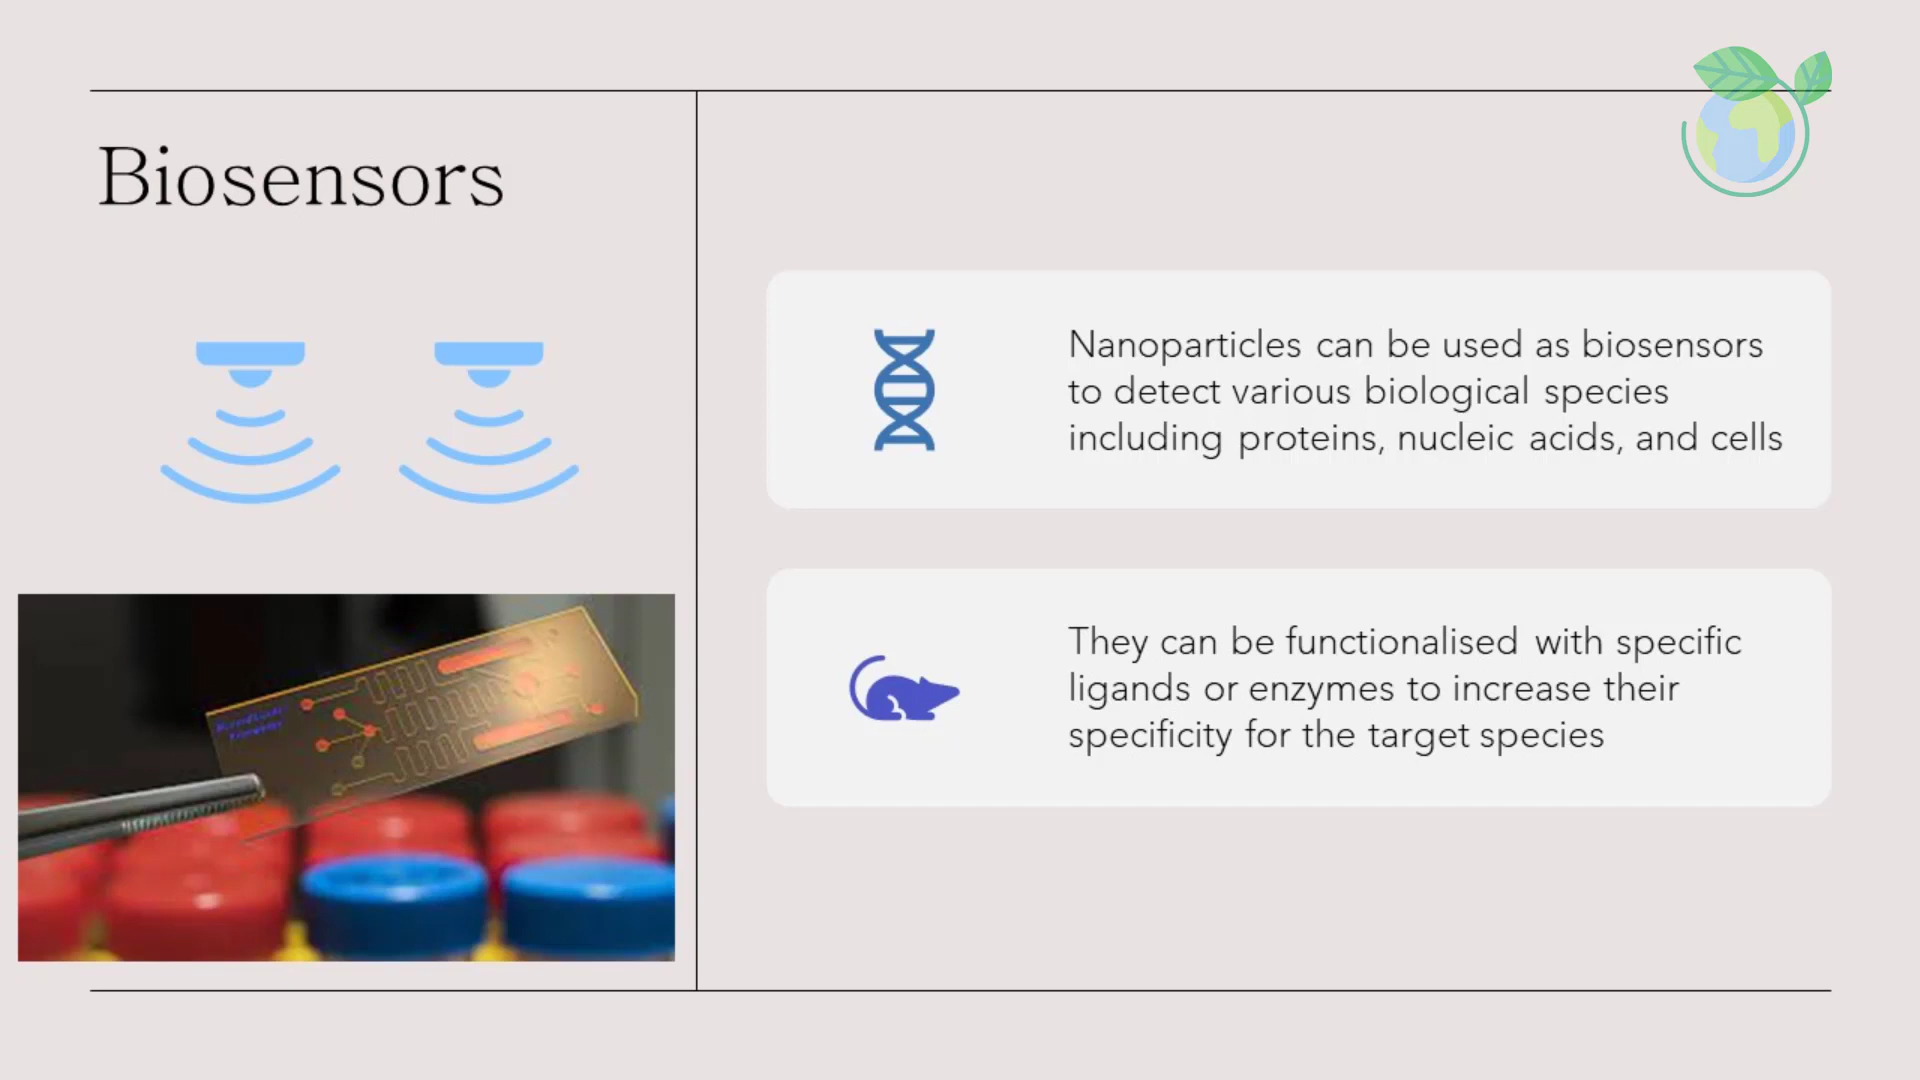 Biosensors
Nanoparticles can be used as biosensors
to detect various biological species
including proteins, nucleic acids, and cells
They can be functionalised with specific
ligands or enzymes to increase their
specificity for the target species